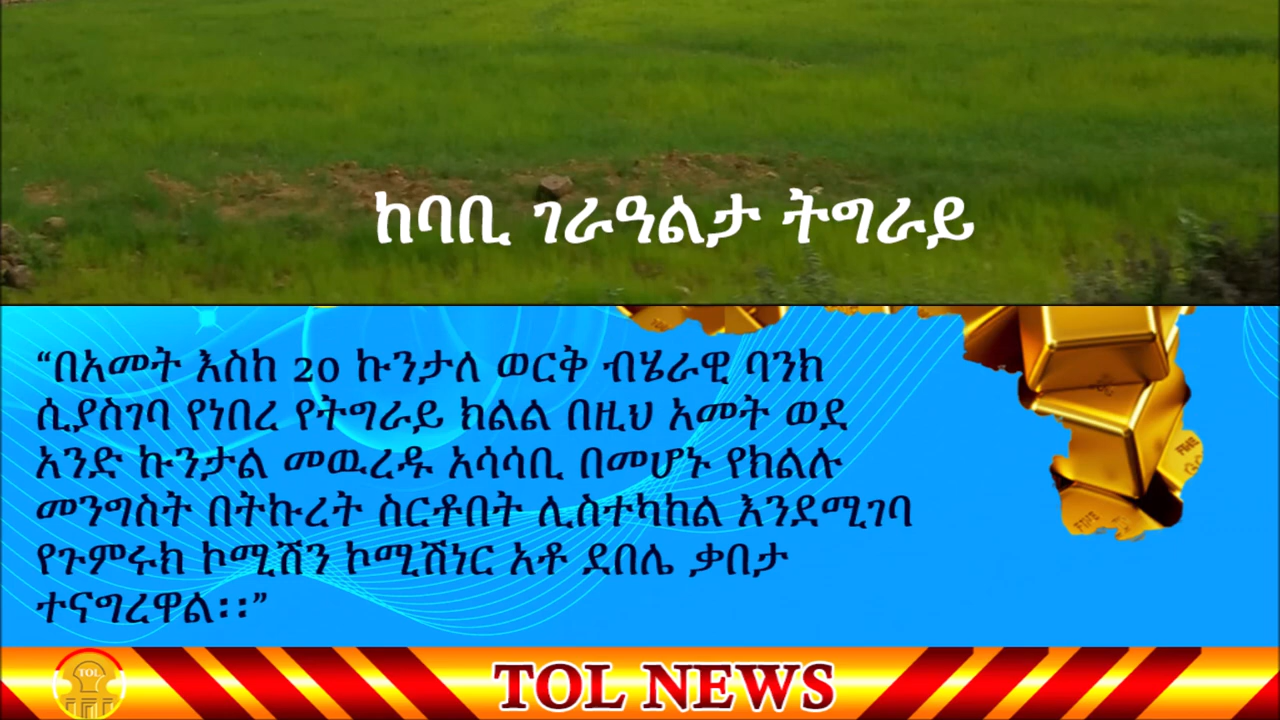 ከባቢ ገራዓልታ ትግራይ
“በአመት እስከ 20 ኩንታለ ወርቅ ብሄራዊ ባንክ
ሲያስገባ የነበረ የትግራይ ክልል በዚህ አመት ወደ
አንድ ኩንታል መዉረዱ አሳሳቢ በመሆኑ የክልሉ
መንግስት በትኩረት ስርቶበት ሊስተካከል እንደሚገባ
የጉምሩክ ኮሚሽን ኮሚሽነር አቶ ደበሌ ቃበታ
ተናግረዋል፡፡”
TOL
TOL NEWS